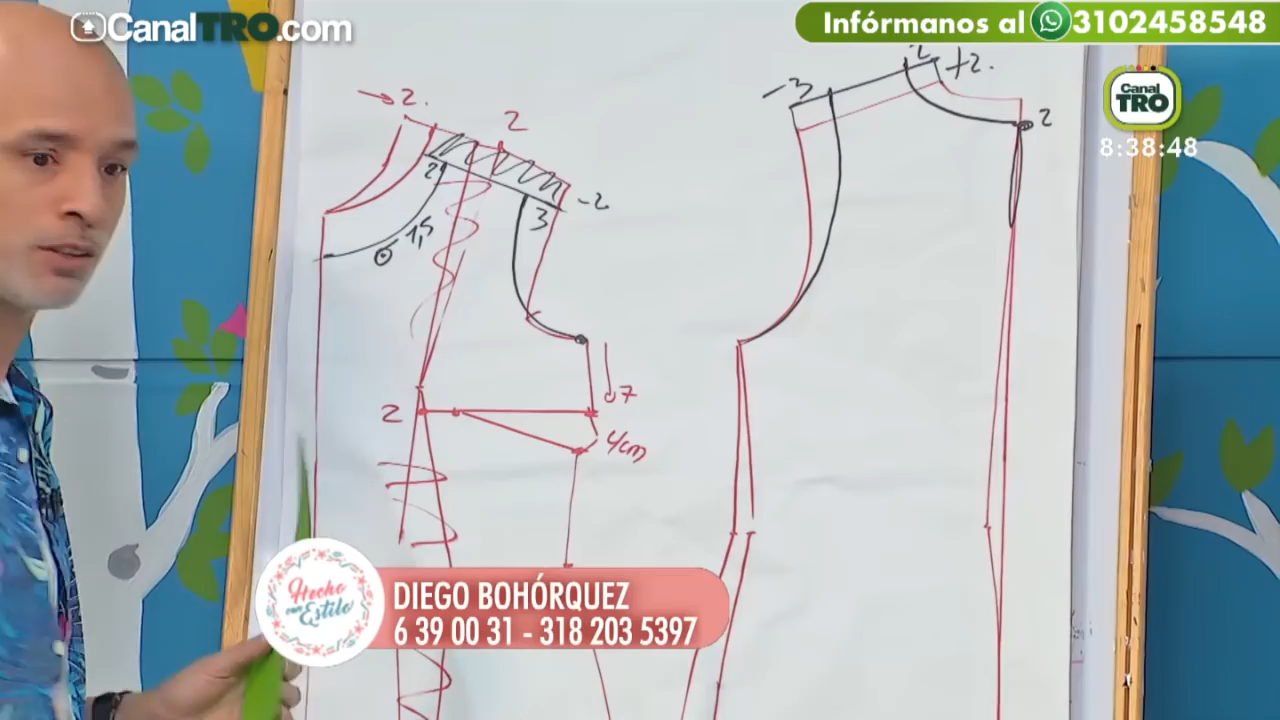 CanalTRO.com
Infórmanos al 3102458548
Canal
TRO
8:38:48
→2.
2
-2
2
3
1,5
-3
2
+2.
2
2
7
4cm
Hecho
con
Estilo
DIEGO BOHÓRQUEZ
6 39 00 31 - 318 203 5397